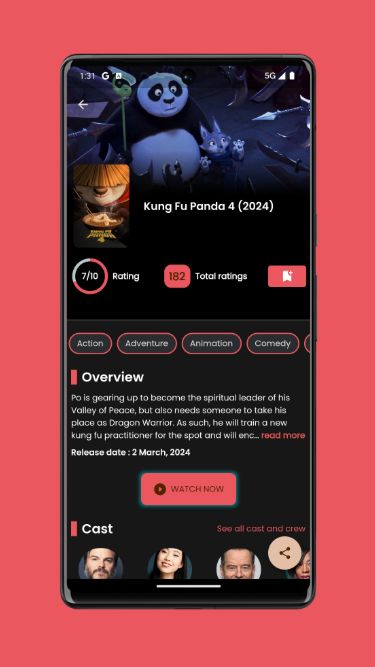 1:31 G A
5G
Kung Fu Panda 4 (2024)
7/10 Rating
182 Total ratings
Action
Adventure
Animation
Comedy
Overview
Po is gearing up to become the spiritual leader of his
Valley of Peace, but also needs someone to take his
place as Dragon Warrior. As such, he will train a new
kung fu practitioner for the spot and will enc... read more
Release date : 2 March, 2024
WATCH NOW
Cast
See all cast and crew